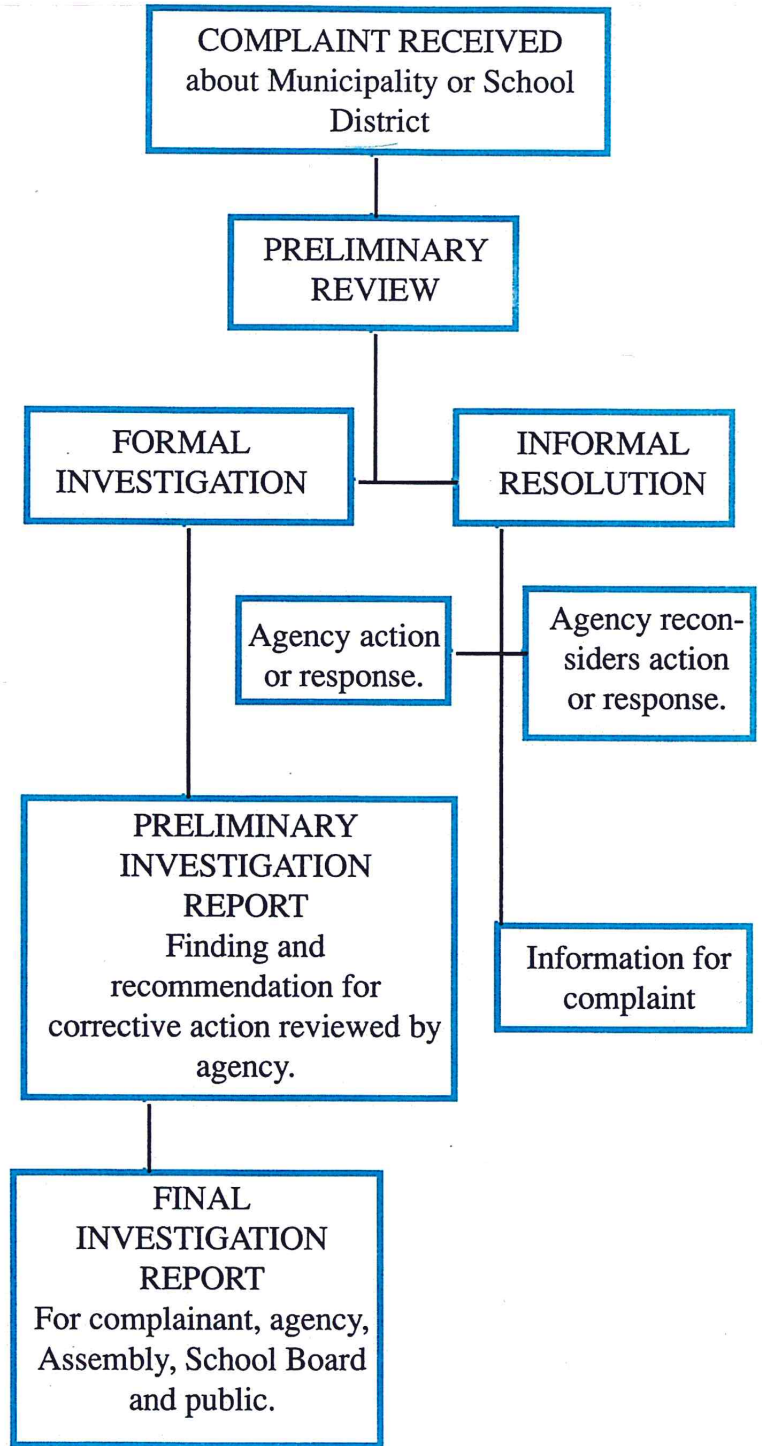 COMPLAINT RECEIVED
about Municipality or School
District
PRELIMINARY
REVIEW
FORMAL
INVESTIGATION
INFORMAL
RESOLUTION
Agency action
or response.
Agency recon-
siders action
or response.
PRELIMINARY
INVESTIGATION
REPORT
Finding and
recommendation for
corrective action reviewed by
agency.
Information for
complaint
FINAL
INVESTIGATION
REPORT
For complainant, agency,
Assembly, School Board
and public.